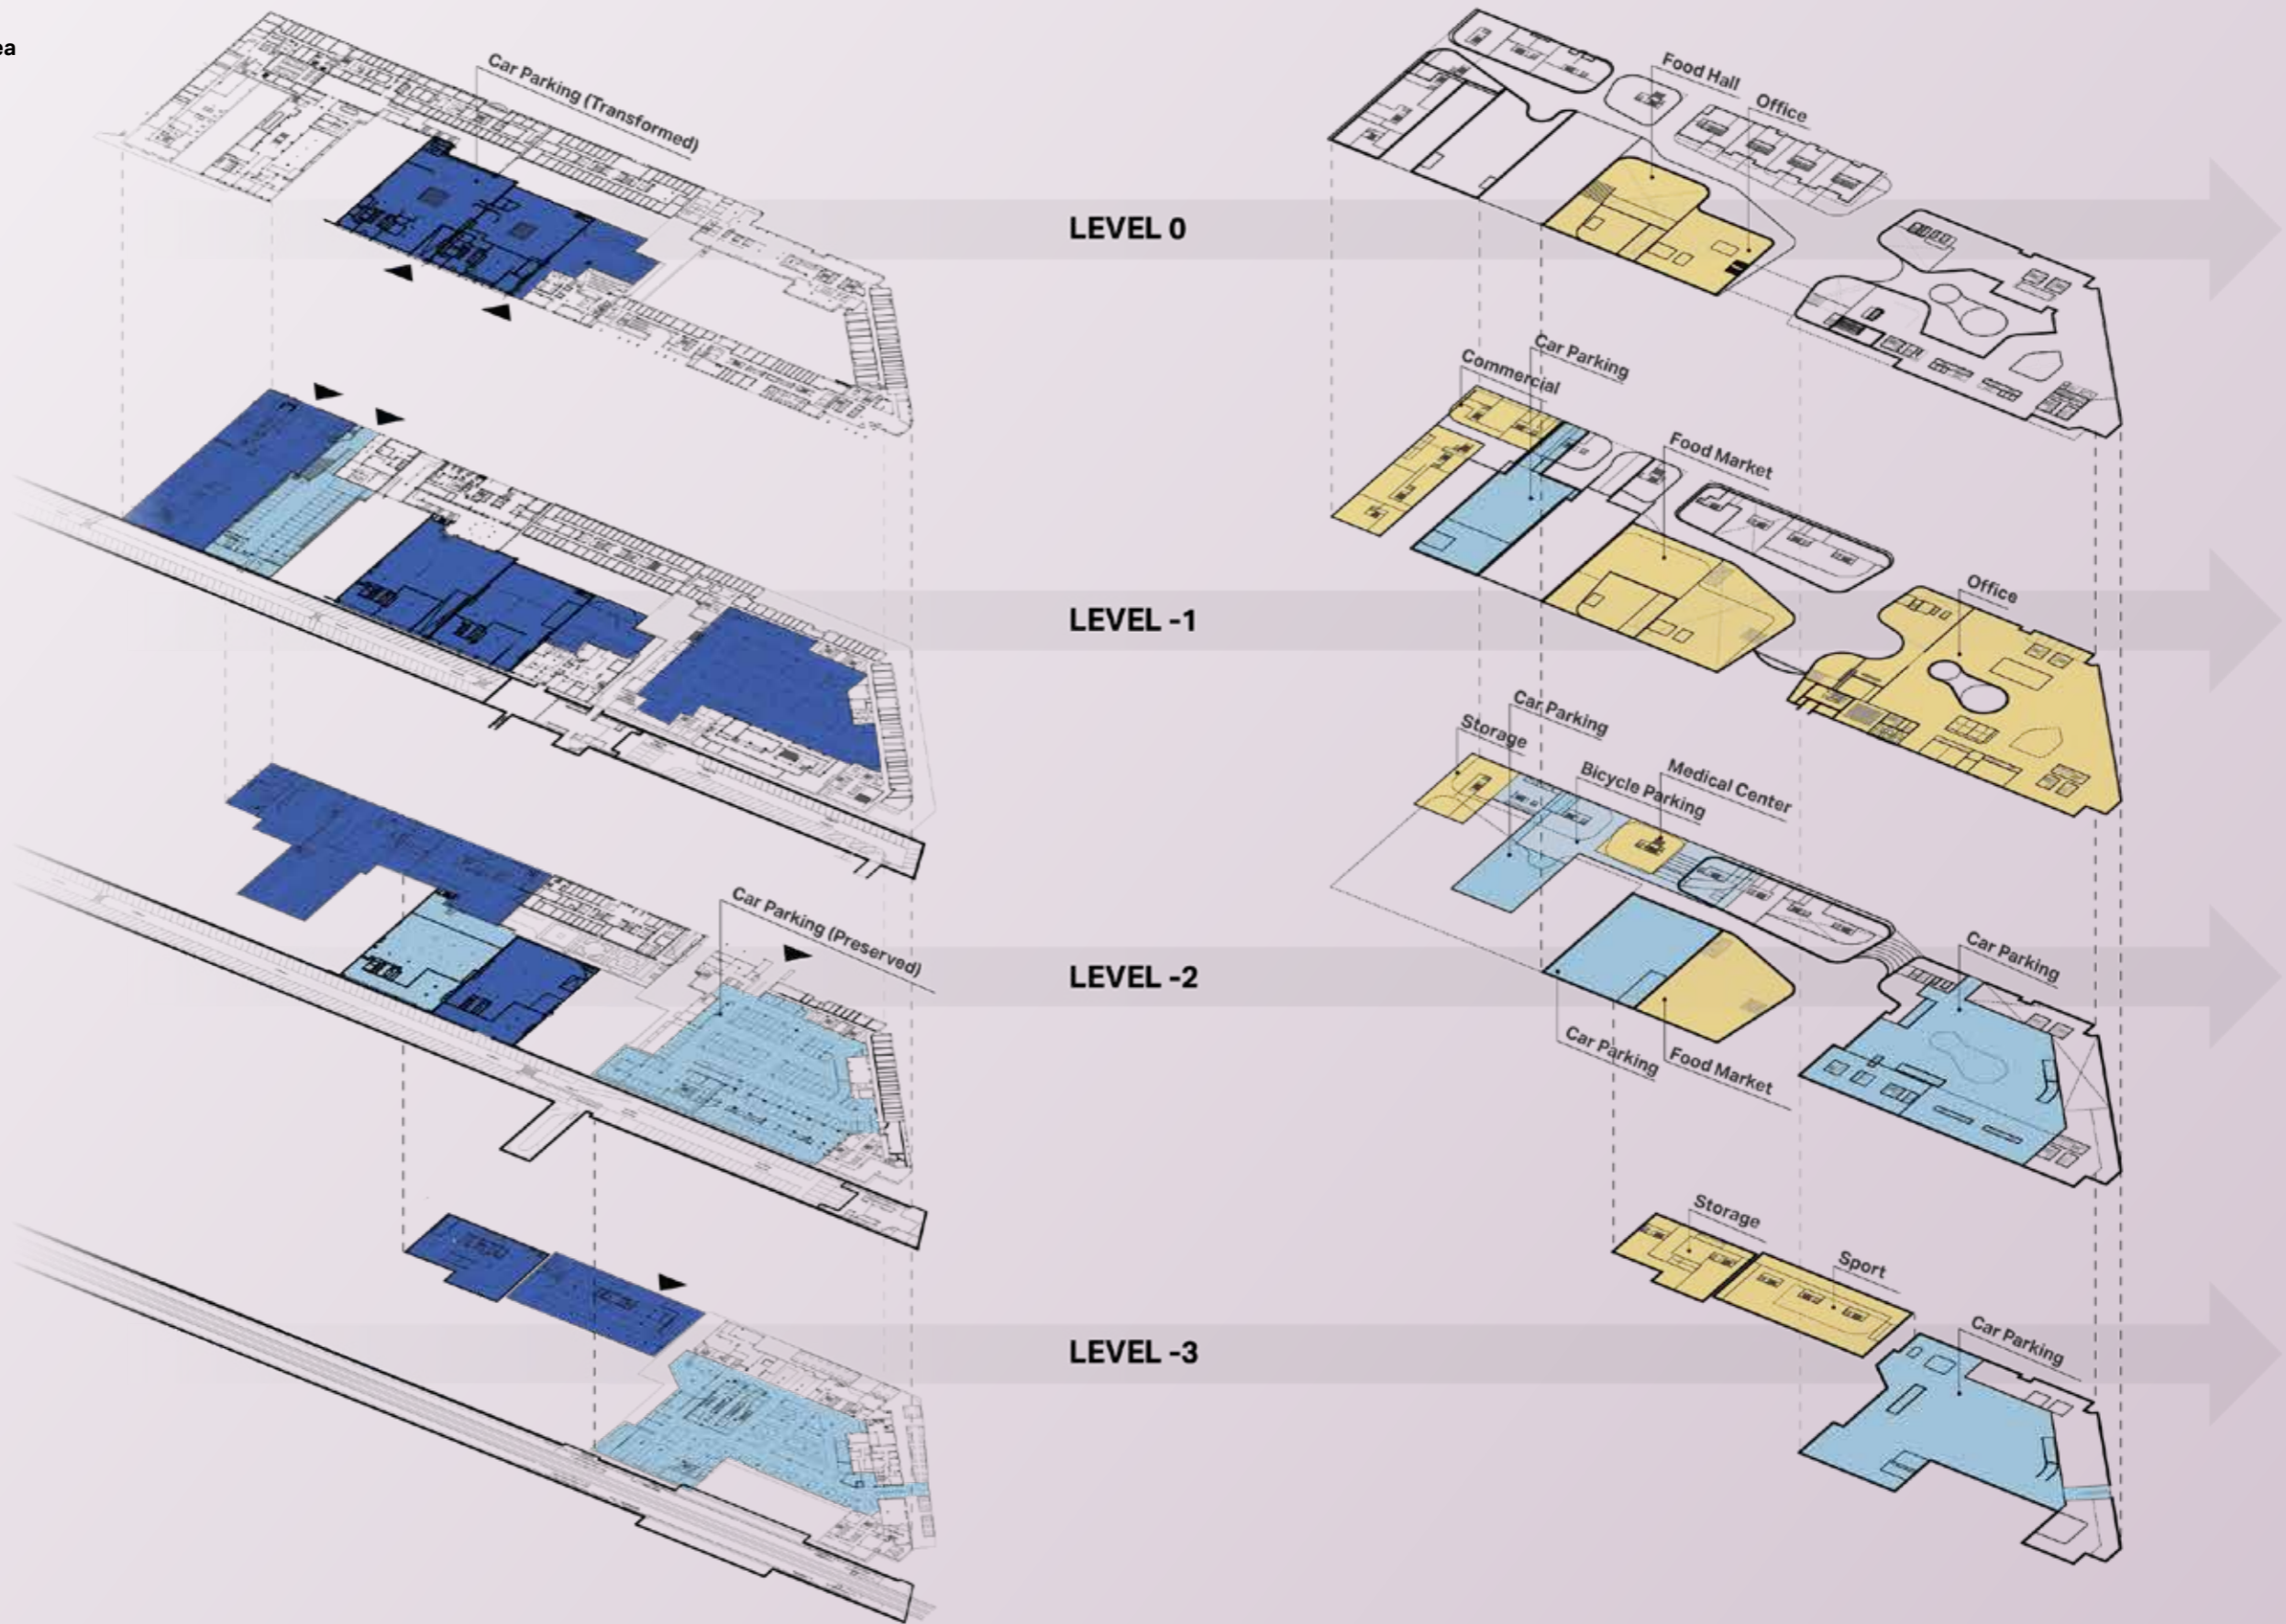 ea
Car Parking (Transformed)
LEVEL 0
Food Hall
Office
Commercial
Car Parking
Food Market
LEVEL -1
Office
Storage
Car Parking
Bicycle Parking
Medical Center
Car Parking (Preserved)
LEVEL -2
Car Parking
Car Parking
Food Market
LEVEL -3
Storage
Sport
Car Parking